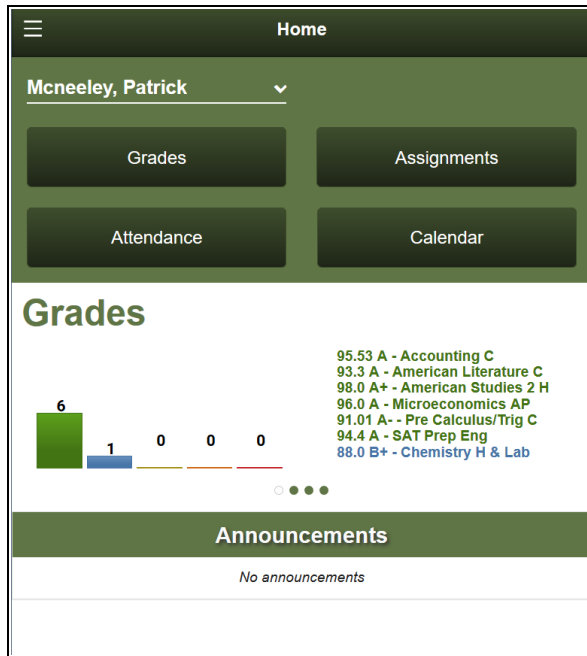 Home
Mcneeley, Patrick
Grades
Assignments
Attendance
Calendar
Grades
95.53 A - Accounting C
93.3 A - American Literature C
98.0 A+ - American Studies 2 H
96.0 A - Microeconomics AP
91.01 A- - Pre Calculus/Trig C
94.4 A - SAT Prep Eng
88.0 B+ - Chemistry H & Lab
6
1
0
0
0
Announcements
No announcements